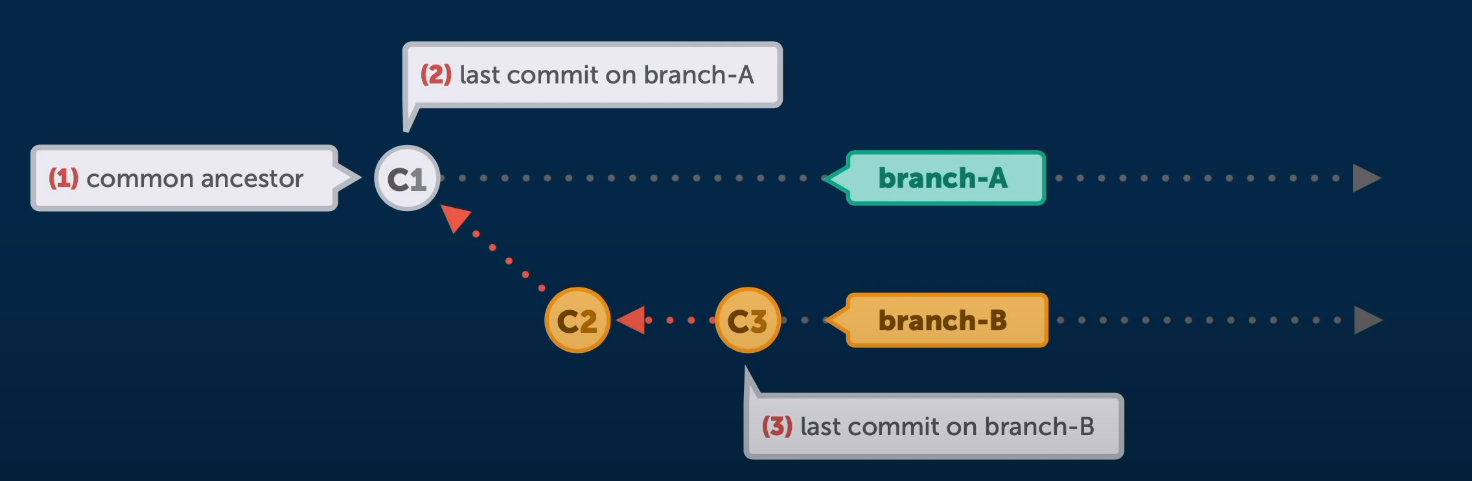 (2) last commit on branch-A
(1) common ancestor
C1
branch-A
C2
C3
branch-B
(3) last commit on branch-B